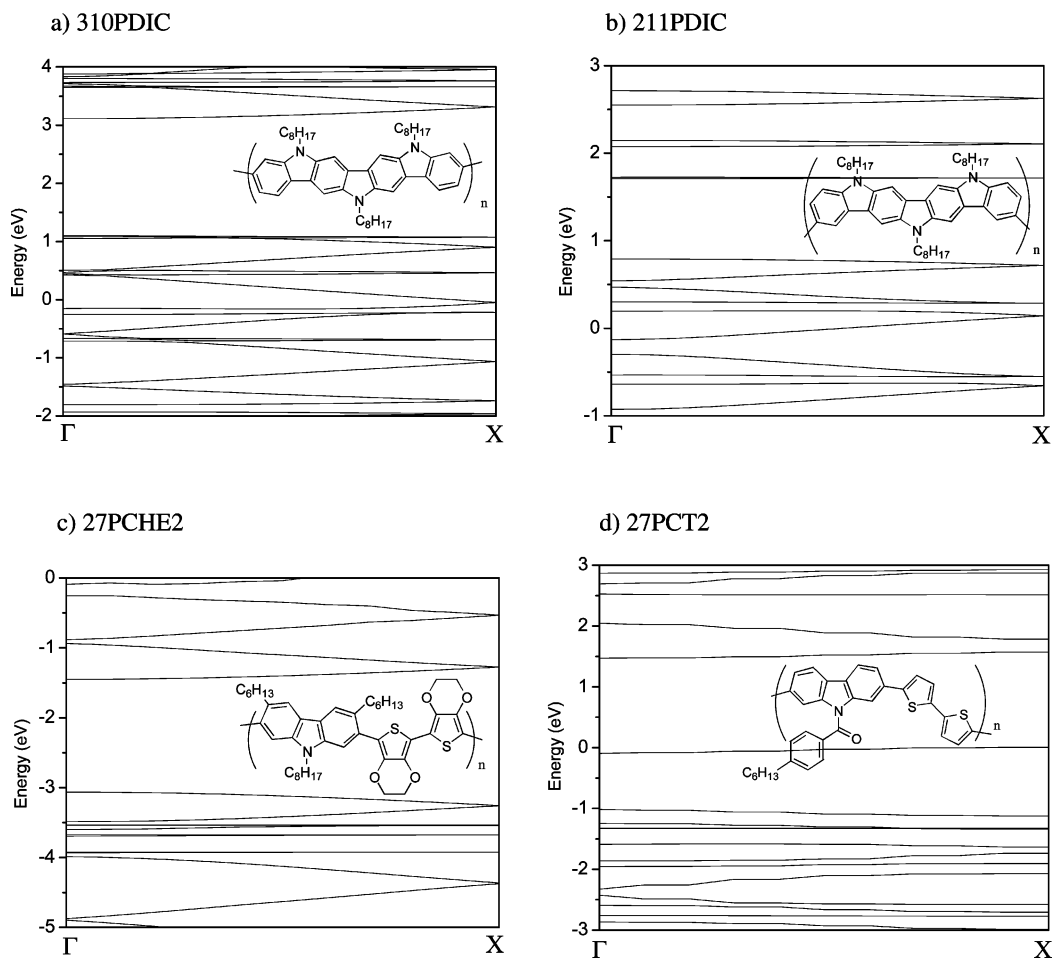 a) 310PDIC
4
3
2
1
0
-1
-2
Energy (eV)
Γ
X
C8H17
N
C8H17
N
N
C8H17
n
b) 211PDIC
3
2
1
0
-1
Energy (eV)
Γ
X
C8H17
N
C8H17
N
N
C8H17
n
c) 27PCHE2
0
-1
-2
-3
-4
-5
Energy (eV)
Γ
X
C6H13
C6H13
N
C8H17
S
O
O
O
O
S
n
d) 27PCT2
3
2
1
0
-1
-2
-3
Energy (eV)
Γ
X
N
O
C6H13
S
S
n